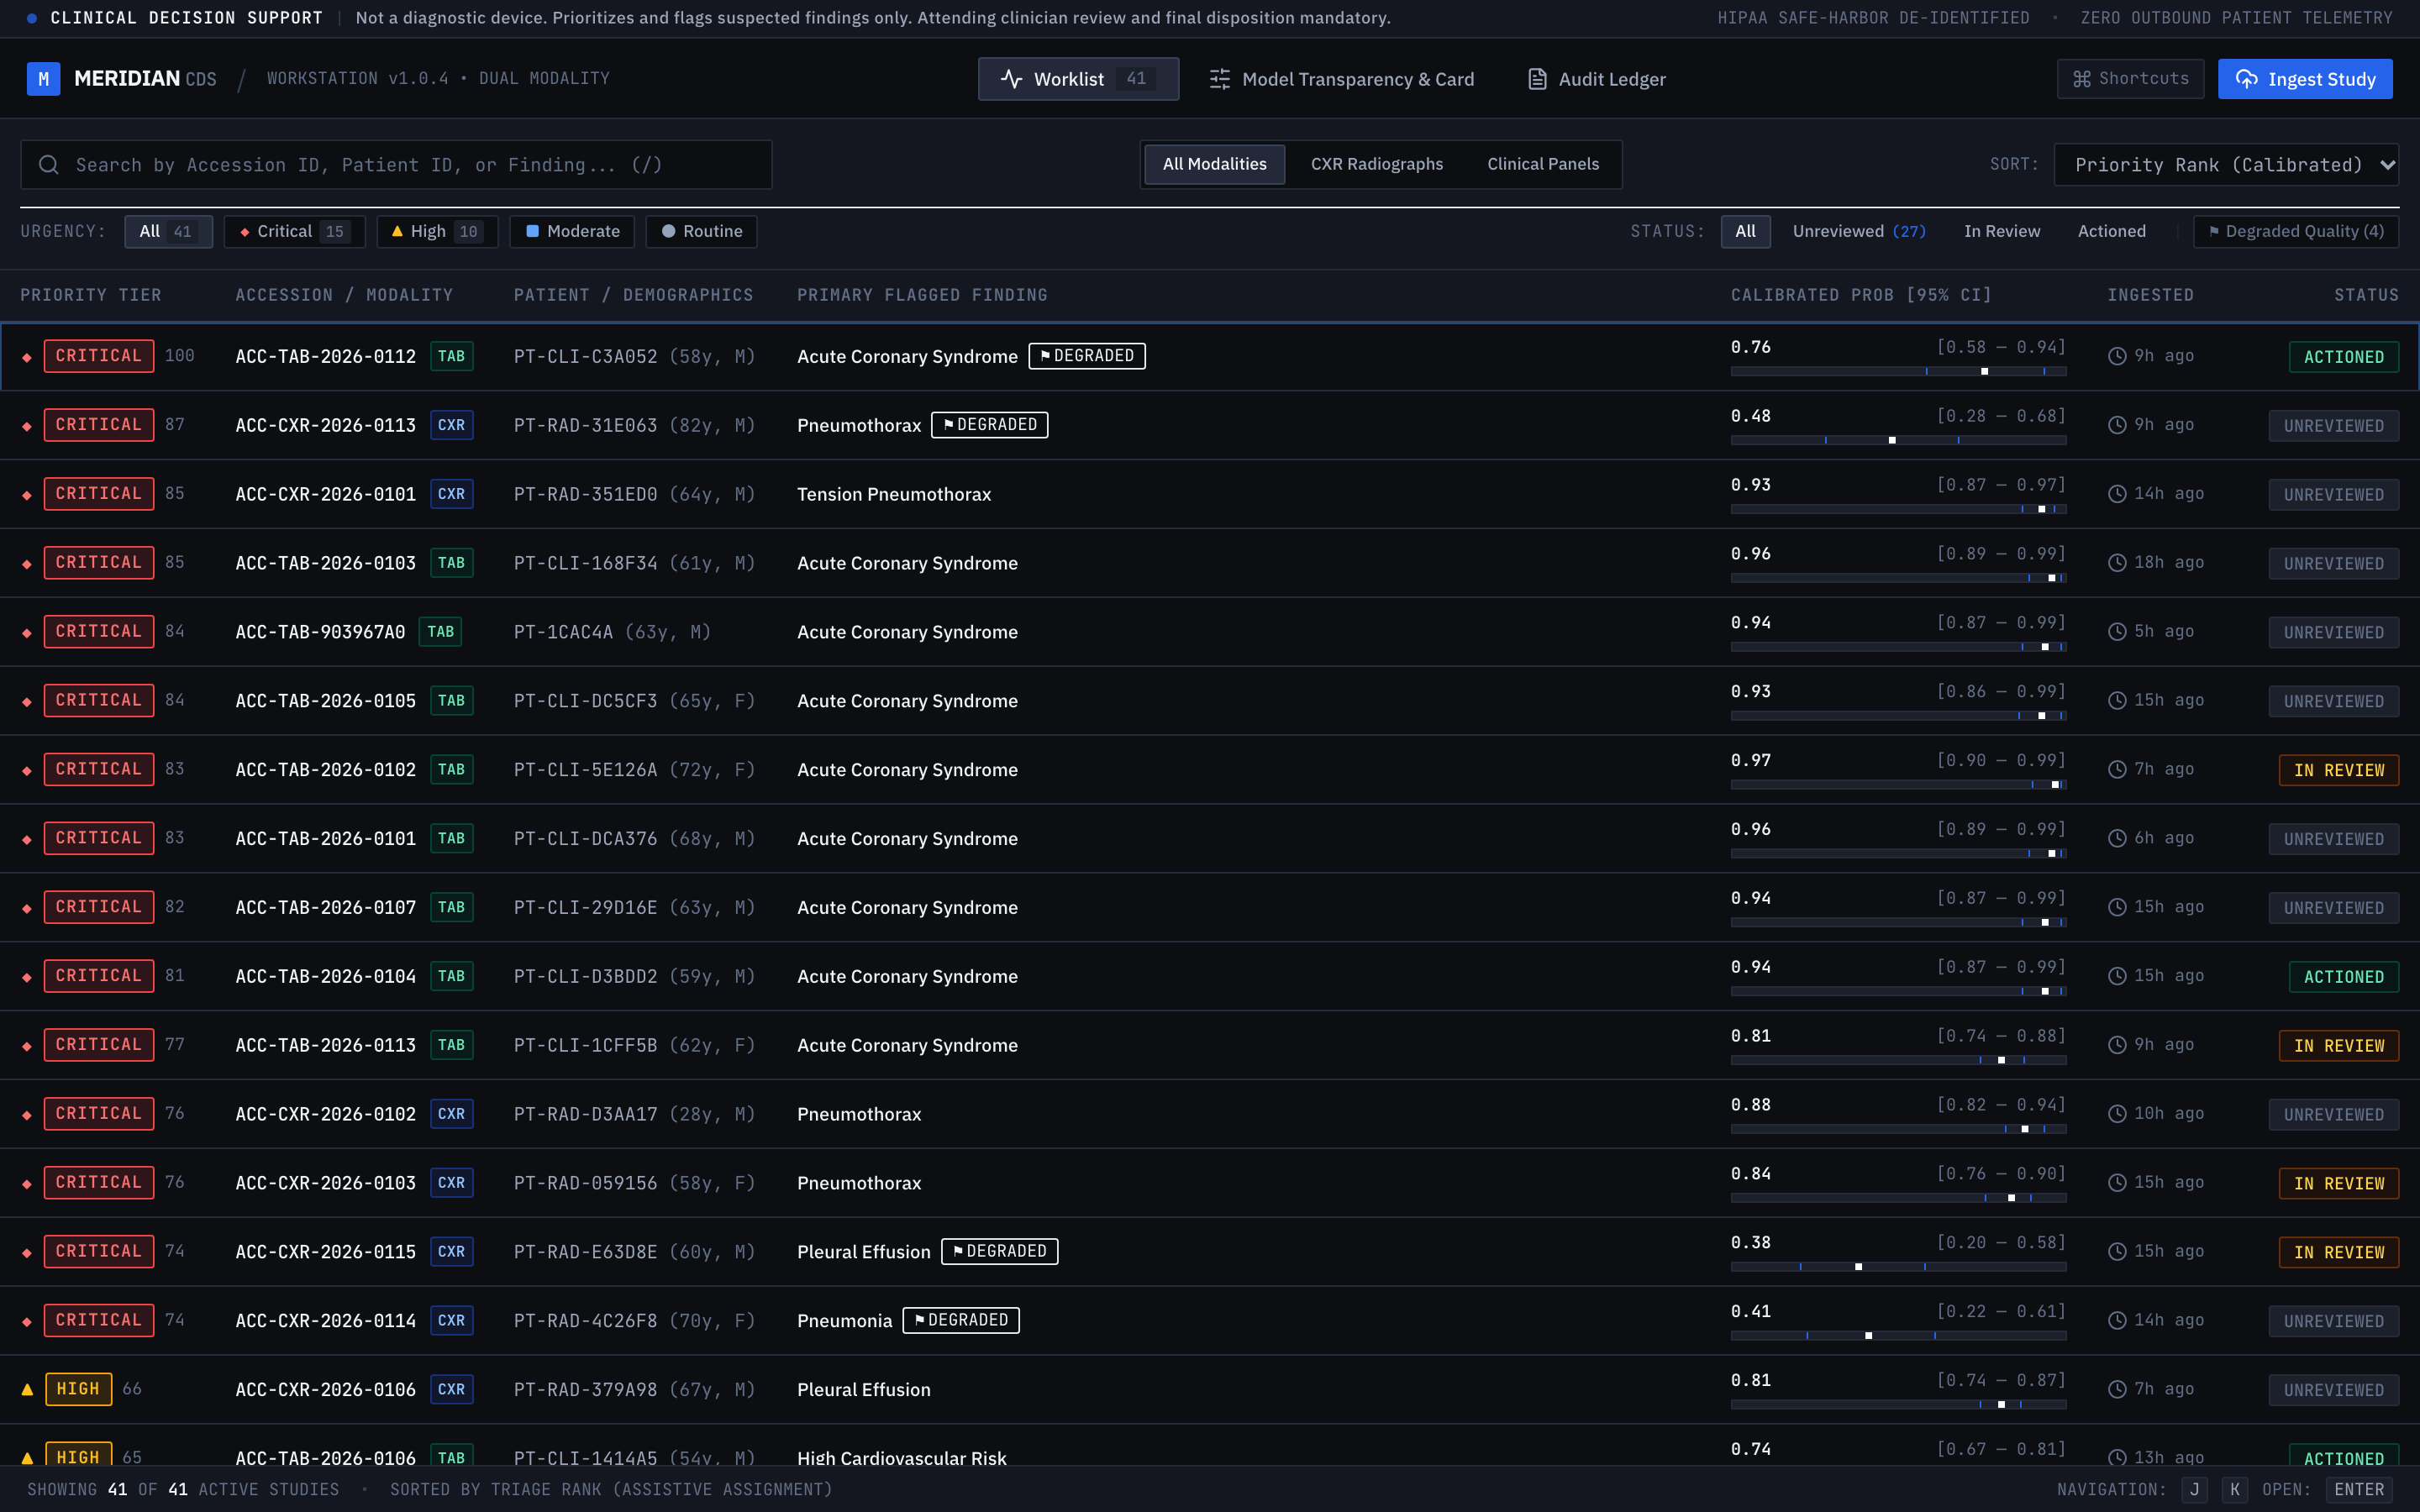 CLINICAL DECISION SUPPORT Not a diagnostic device. Prioritizes and flags suspected findings only. Attending clinician review and final disposition mandatory. HIPAA SAFE-HARBOR DE-IDENTIFIED • ZERO OUTBOUND PATIENT TELEMETRY
M MERIDIAN CDS / WORKSTATION v1.0.4 • DUAL MODALITY Worklist 41 Model Transparency & Card Audit Ledger ⌘ Shortcuts Ingest Study
Search by Accession ID, Patient ID, or Finding... (/) All Modalities CXR Radiographs Clinical Panels SORT: Priority Rank (Calibrated)
URGENCY: All 41 ◆ Critical 15 ▲ High 10 ■ Moderate ● Routine STATUS: All Unreviewed (27) In Review Actioned ⚑ Degraded Quality (4)
PRIORITY TIER ACCESSION / MODALITY PATIENT / DEMOGRAPHICS PRIMARY FLAGGED FINDING CALIBRATED PROB [95% CI] INGESTED STATUS
◆ CRITICAL 100 ACC-TAB-2026-0112 TAB PT-CLI-C3A052 (58y, M) Acute Coronary Syndrome ⚑ DEGRADED 0.76 [0.58 — 0.94] 9h ago ACTIONED
◆ CRITICAL 87 ACC-CXR-2026-0113 CXR PT-RAD-31E063 (82y, M) Pneumothorax ⚑ DEGRADED 0.48 [0.28 — 0.68] 9h ago UNREVIEWED
◆ CRITICAL 85 ACC-CXR-2026-0101 CXR PT-RAD-351ED0 (64y, M) Tension Pneumothorax 0.93 [0.87 — 0.97] 14h ago UNREVIEWED
◆ CRITICAL 85 ACC-TAB-2026-0103 TAB PT-CLI-168F34 (61y, M) Acute Coronary Syndrome 0.96 [0.89 — 0.99] 18h ago UNREVIEWED
◆ CRITICAL 84 ACC-TAB-903967A0 TAB PT-1CAC4A (63y, M) Acute Coronary Syndrome 0.94 [0.87 — 0.99] 5h ago UNREVIEWED
◆ CRITICAL 84 ACC-TAB-2026-0105 TAB PT-CLI-DC5CF3 (65y, F) Acute Coronary Syndrome 0.93 [0.86 — 0.99] 15h ago UNREVIEWED
◆ CRITICAL 83 ACC-TAB-2026-0102 TAB PT-CLI-5E126A (72y, F) Acute Coronary Syndrome 0.97 [0.90 — 0.99] 7h ago IN REVIEW
◆ CRITICAL 83 ACC-TAB-2026-0101 TAB PT-CLI-DCA376 (68y, M) Acute Coronary Syndrome 0.96 [0.89 — 0.99] 6h ago UNREVIEWED
◆ CRITICAL 82 ACC-TAB-2026-0107 TAB PT-CLI-29D16E (63y, M) Acute Coronary Syndrome 0.94 [0.87 — 0.99] 15h ago UNREVIEWED
◆ CRITICAL 81 ACC-TAB-2026-0104 TAB PT-CLI-D3BDD2 (59y, M) Acute Coronary Syndrome 0.94 [0.87 — 0.99] 15h ago ACTIONED
◆ CRITICAL 77 ACC-TAB-2026-0113 TAB PT-CLI-1CFF5B (62y, F) Acute Coronary Syndrome 0.81 [0.74 — 0.88] 9h ago IN REVIEW
◆ CRITICAL 76 ACC-CXR-2026-0102 CXR PT-RAD-D3AA17 (28y, M) Pneumothorax 0.88 [0.82 — 0.94] 10h ago UNREVIEWED
◆ CRITICAL 76 ACC-CXR-2026-0103 CXR PT-RAD-059156 (58y, F) Pneumothorax 0.84 [0.76 — 0.90] 15h ago IN REVIEW
◆ CRITICAL 74 ACC-CXR-2026-0115 CXR PT-RAD-E63D8E (60y, M) Pleural Effusion ⚑ DEGRADED 0.38 [0.20 — 0.58] 15h ago IN REVIEW
◆ CRITICAL 74 ACC-CXR-2026-0114 CXR PT-RAD-4C26F8 (70y, F) Pneumonia ⚑ DEGRADED 0.41 [0.22 — 0.61] 14h ago UNREVIEWED
▲ HIGH 66 ACC-CXR-2026-0106 CXR PT-RAD-379A98 (67y, M) Pleural Effusion 0.81 [0.74 — 0.87] 7h ago UNREVIEWED
▲ HIGH 65 ACC-TAB-2026-0106 TAB PT-CLI-1414A5 (54y, M) High Cardiovascular Risk 0.74 [0.67 — 0.81] 13h ago ACTIONED
SHOWING 41 OF 41 ACTIVE STUDIES • SORTED BY TRIAGE RANK (ASSISTIVE ASSIGNMENT) NAVIGATION: J K OPEN: ENTER